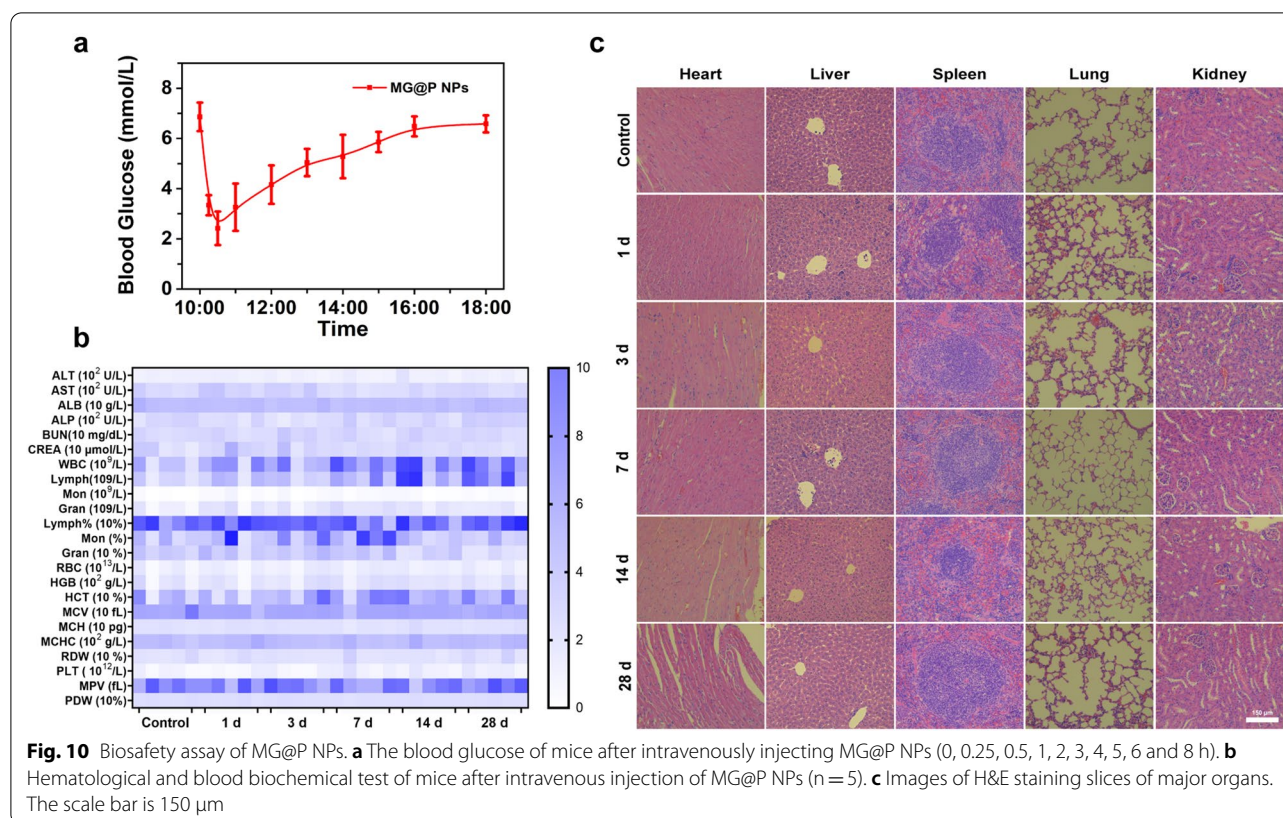 a
Blood Glucose (mmol/L)
8
6
4
2
0
MG@P NPs
10:00 12:00 14:00 16:00 18:00
Time
b
ALT (10² U/L)
AST (10² U/L)
ALB (10 g/L)
ALP (10² U/L)
BUN(10 mg/dL)
CREA (10 μmol/L)
WBC (10⁹/L)
Lymph(109/L)
Mon (10⁹/L)
Gran (109/L)
Lymph% (10%)
Mon (%)
Gran (10 %)
RBC (10¹³/L)
HGB (10² g/L)
HCT (10 %)
MCV (10 fL)
MCH (10 pg)
MCHC (10² g/L)
RDW (10 %)
PLT ( 10¹²/L)
MPV (fL)
PDW (10%)
Control 1 d 3 d 7 d 14 d 28 d
10
8
6
4
2
0
c
Heart Liver Spleen Lung Kidney
Control
1 d
3 d
7 d
14 d
28 d
150 μm
Fig. 10 Biosafety assay of MG@P NPs. a The blood glucose of mice after intravenously injecting MG@P NPs (0, 0.25, 0.5, 1, 2, 3, 4, 5, 6 and 8 h). b
Hematological and blood biochemical test of mice after intravenous injection of MG@P NPs (n = 5). c Images of H&E staining slices of major organs.
The scale bar is 150 μm